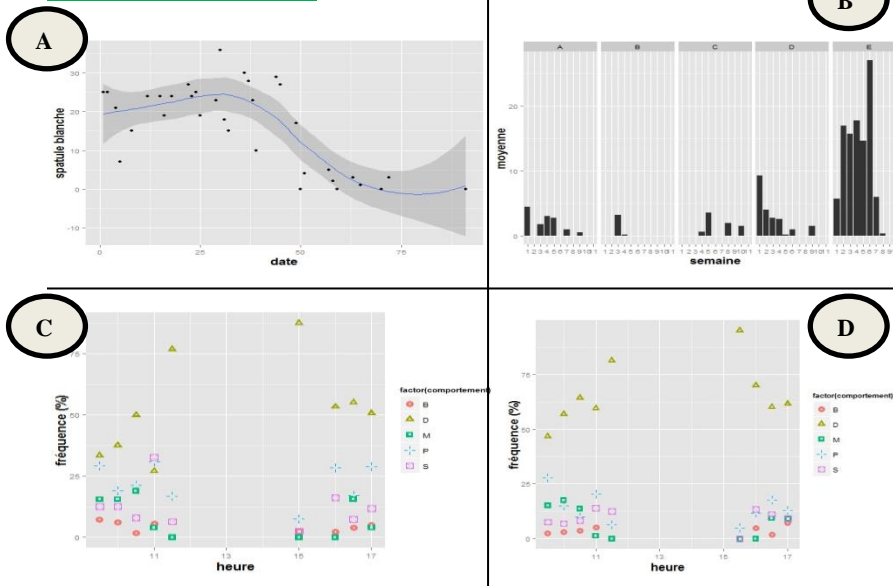 A
spatule blanche
30
20
10
0
-10
0 25 50 75
date
B
A B C D E
moyenne
20
10
0
semaine
C
fréquence (%)
75
50
25
0
11 13 15 17
heure
factor(comportement)
B
D
M
P
S
D
fréquence (%)
75
50
25
0
11 13 15 17
heure
factor(comportement)
B
D
M
P
S